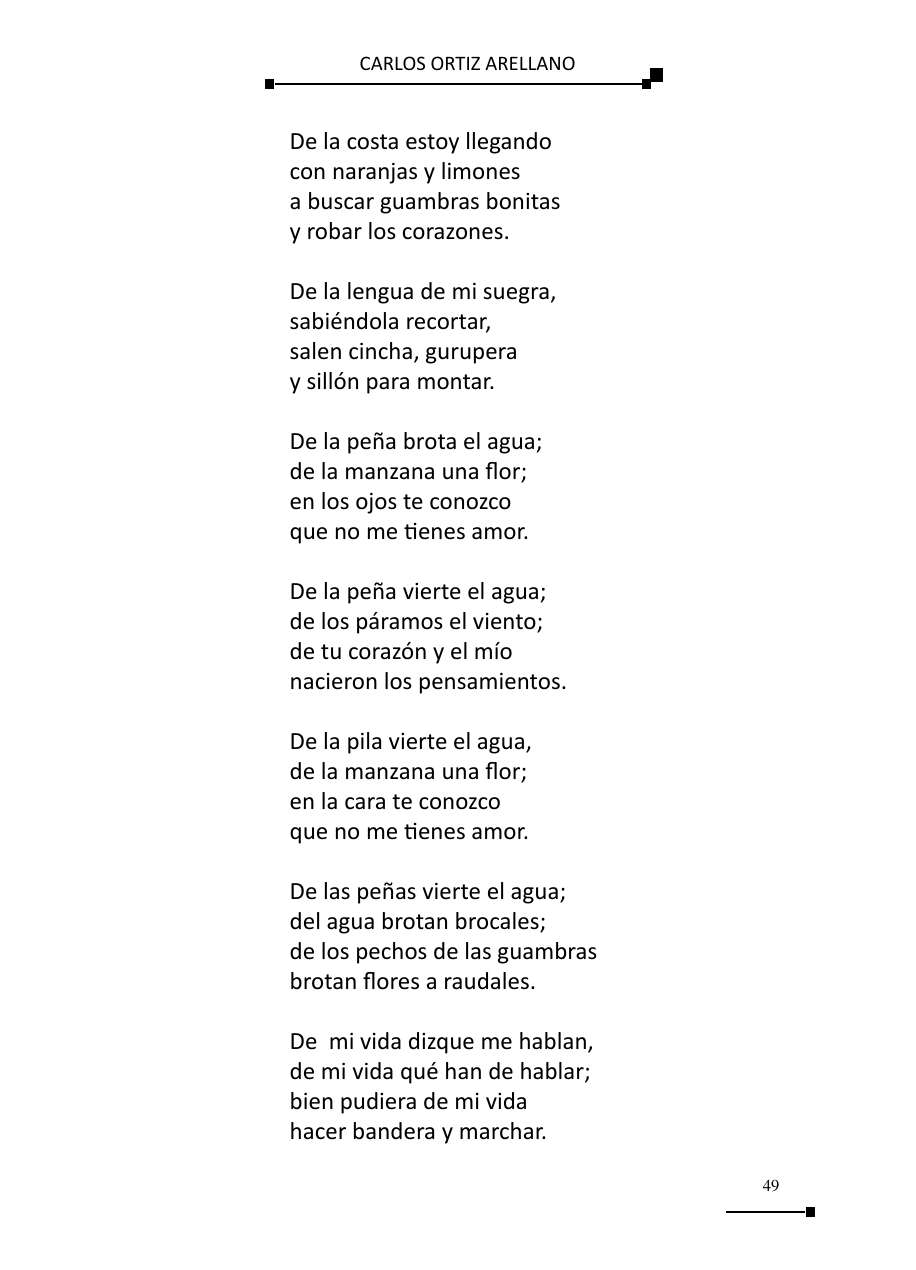 CARLOS ORTIZ ARELLANO
De la costa estoy llegando
con naranjas y limones
a buscar guambras bonitas
y robar los corazones.
De la lengua de mi suegra,
sabiéndola recortar,
salen cincha, gurupera
y sillón para montar.
De la peña brota el agua;
de la manzana una flor;
en los ojos te conozco
que no me tienes amor.
De la peña vierte el agua;
de los páramos el viento;
de tu corazón y el mío
nacieron los pensamientos.
De la pila vierte el agua,
de la manzana una flor;
en la cara te conozco
que no me tienes amor.
De las peñas vierte el agua;
del agua brotan brocales;
de los pechos de las guambras
brotan flores a raudales.
De  mi vida dizque me hablan,
de mi vida qué han de hablar;
bien pudiera de mi vida
hacer bandera y marchar.
49